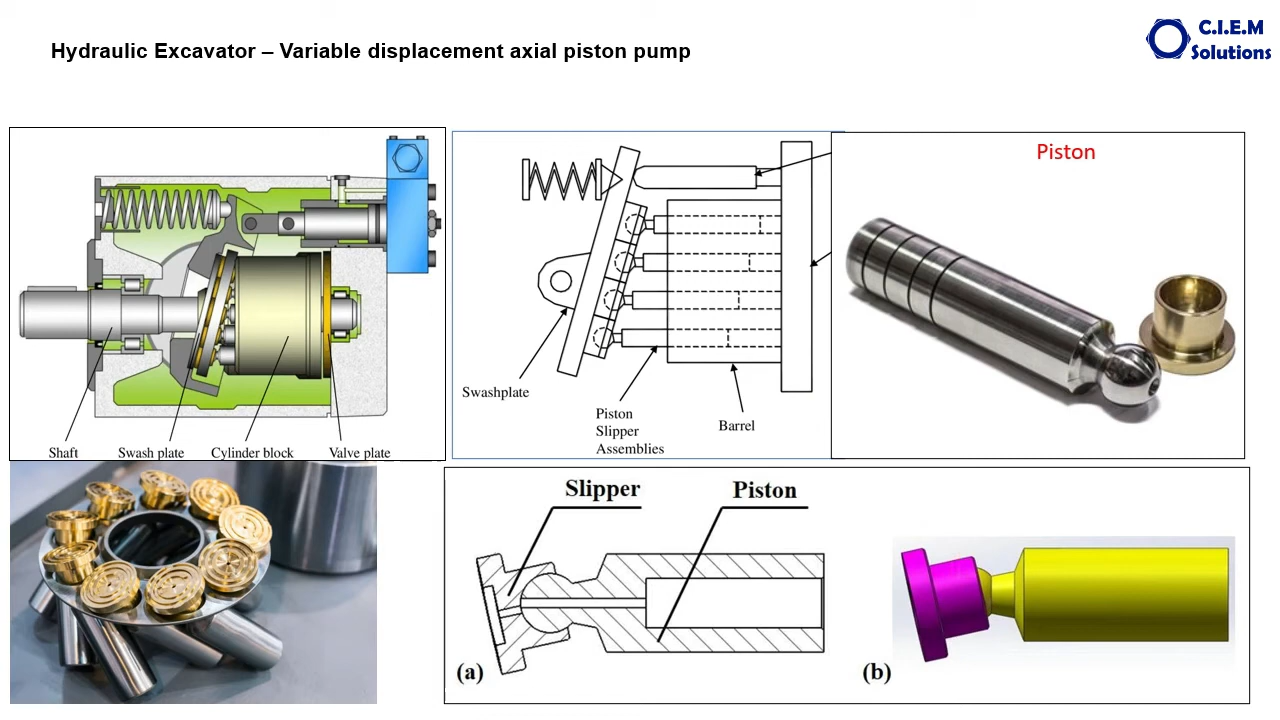 Hydraulic Excavator – Variable displacement axial piston pump
C.I.E.M
Solutions
Shaft
Swash plate
Cylinder block
Valve plate
Swashplate
Piston
Slipper
Assemblies
Barrel
Piston
Slipper
Piston
(a)
(b)